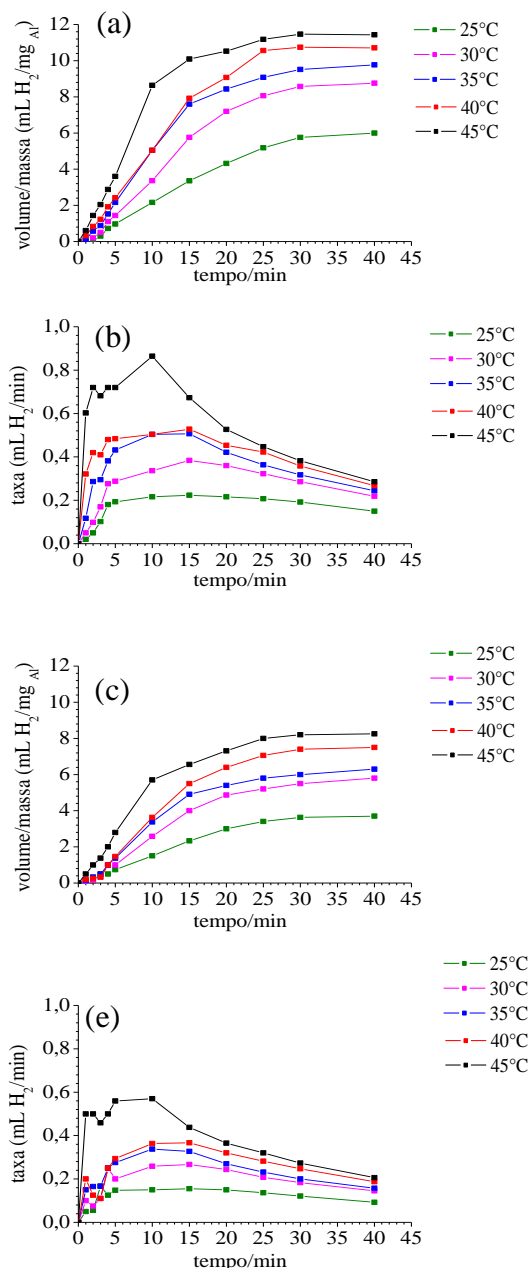 (a)
12
10
8
6
4
2
0
volume/massa (mL H2/mg Al)
0 5 10 15 20 25 30 35 40 45
tempo/min
25°C
30°C
35°C
40°C
45°C
(b)
1,0
0,8
0,6
0,4
0,2
0,0
taxa (mL H2/min)
0 5 10 15 20 25 30 35 40 45
tempo/min
25°C
30°C
35°C
40°C
45°C
(c)
12
10
8
6
4
2
0
volume/massa (mL H2/mg Al)
0 5 10 15 20 25 30 35 40 45
tempo/min
25°C
30°C
35°C
40°C
45°C
(e)
1,0
0,8
0,6
0,4
0,2
0,0
taxa (mL H2/min)
0 5 10 15 20 25 30 35 40 45
tempo/min
25°C
30°C
35°C
40°C
45°C